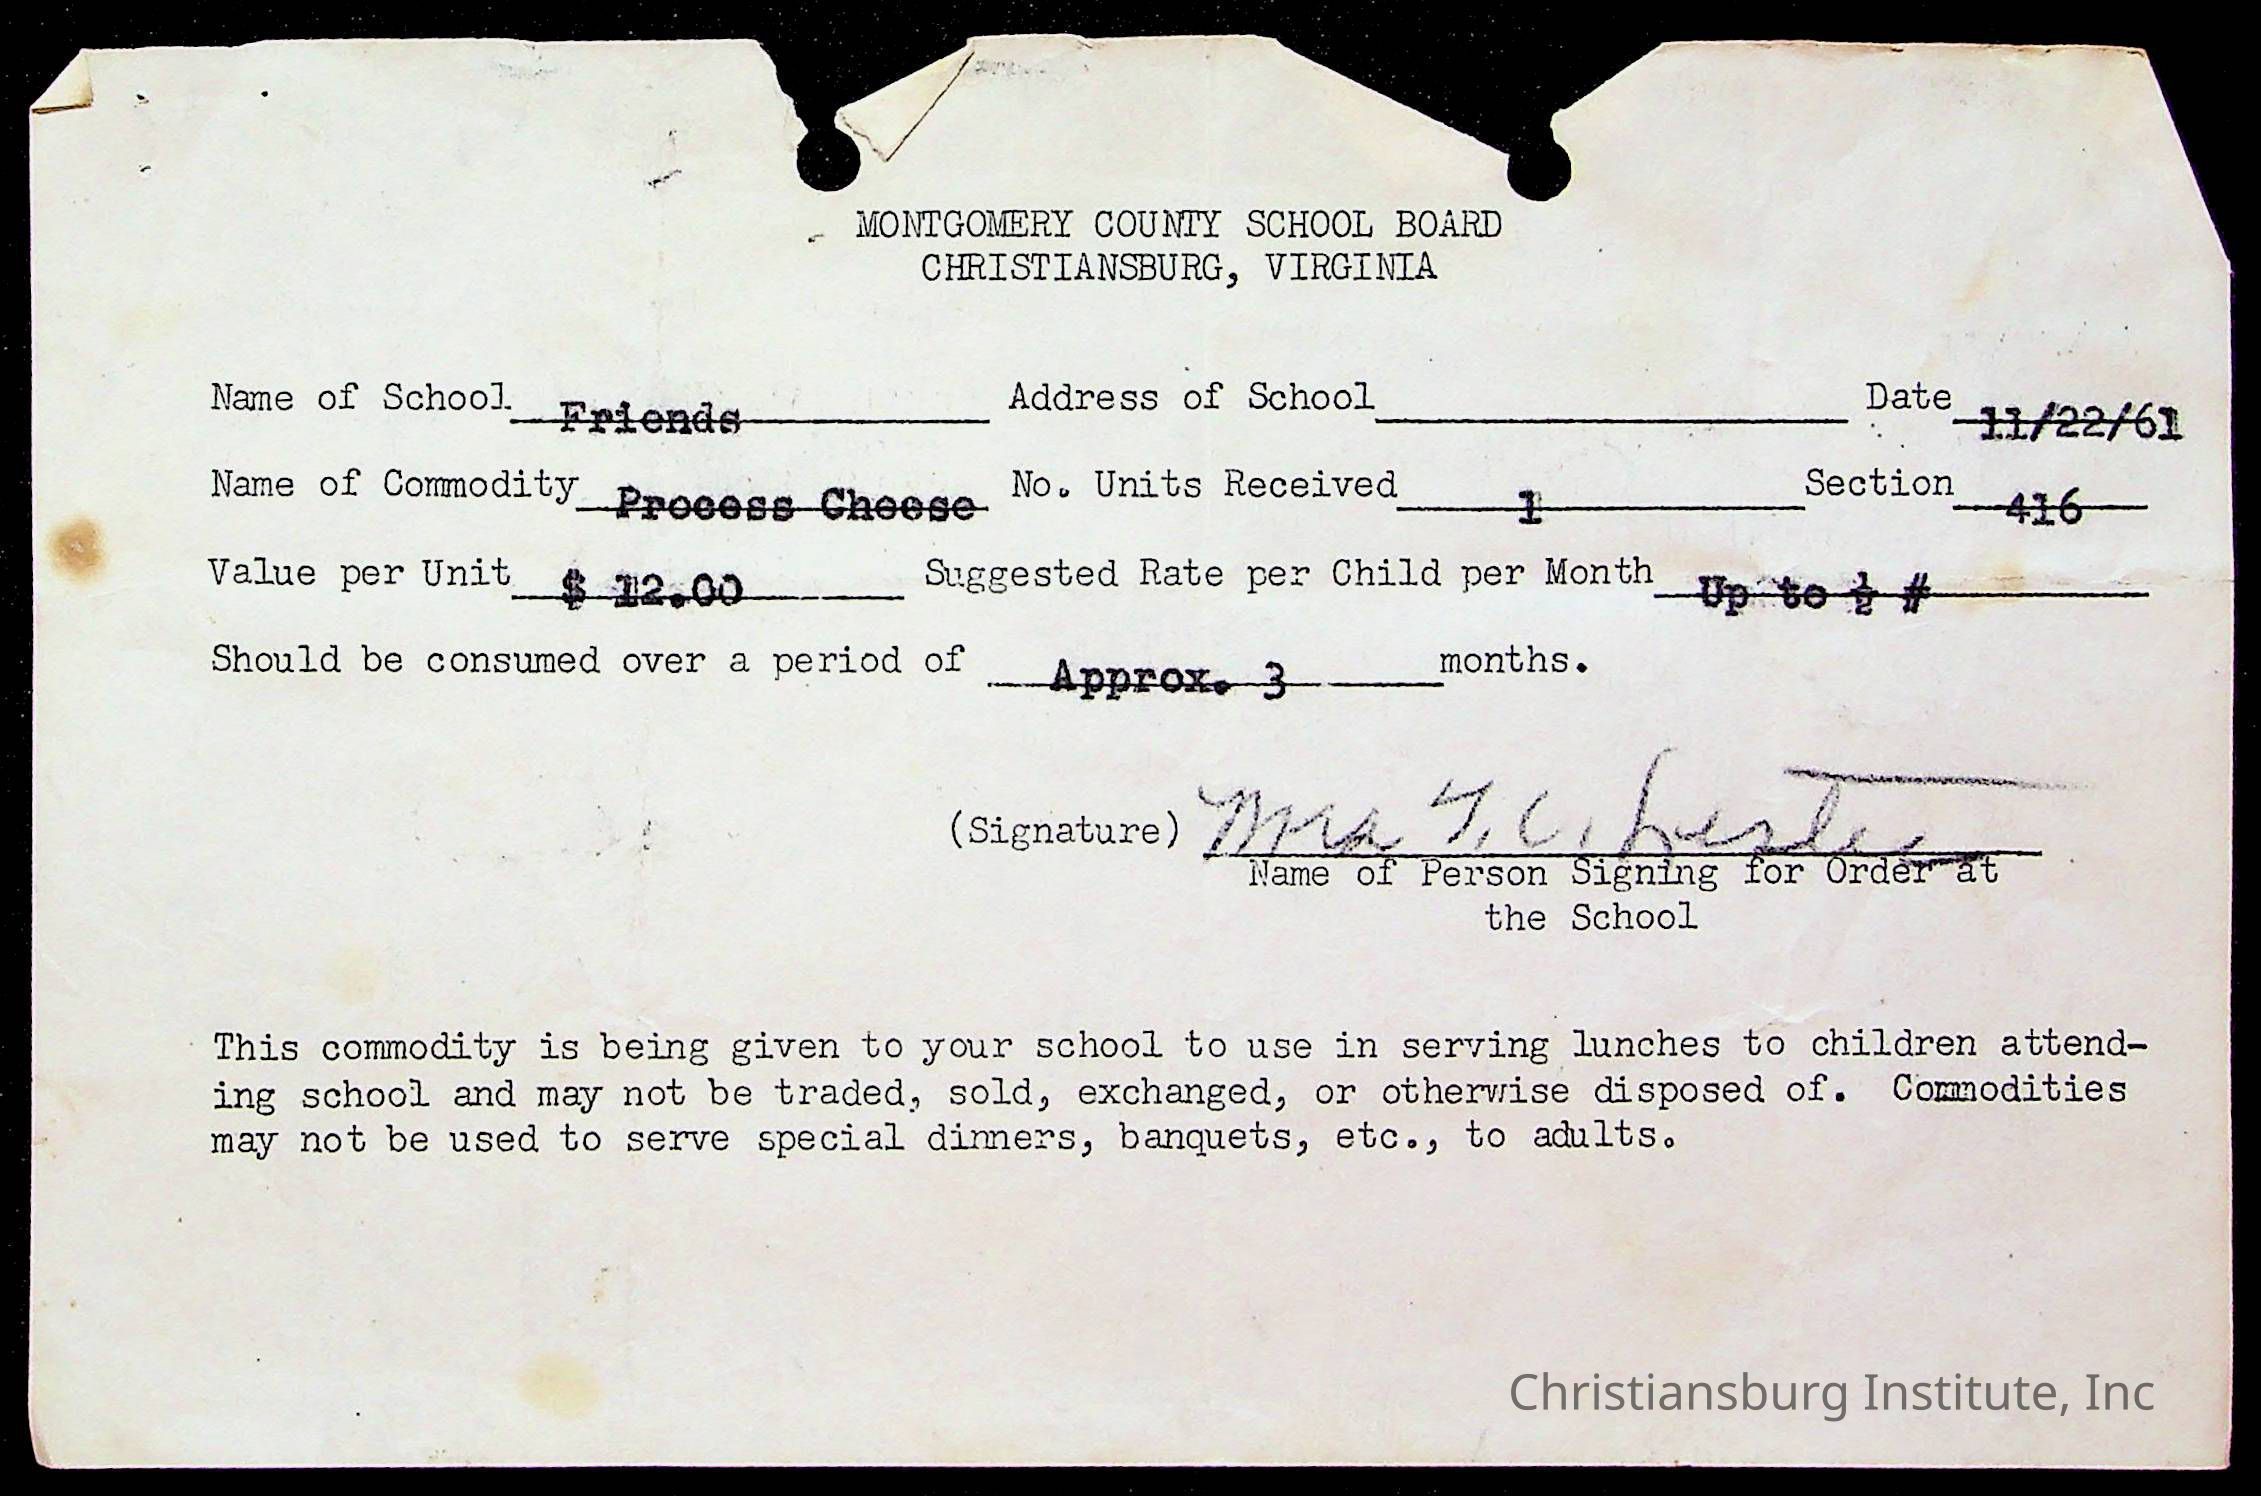 MONTGOMERY COUNTY SCHOOL BOARD
CHRISTIANSBURG, VIRGINIA
Name of School Friends Address of School Date 11/22/61
Name of Commodity Process Cheese No. Units Received 1 Section 416
Value per Unit $ 12.00 Suggested Rate per Child per Month Up to ½ #
Should be consumed over a period of Approx. 3 months.
(Signature) Mrs T. C. Lester
Name of Person Signing for Order at
the School
This commodity is being given to your school to use in serving lunches to children attend-
ing school and may not be traded, sold, exchanged, or otherwise disposed of. Commodities
may not be used to serve special dinners, banquets, etc., to adults.
Christiansburg Institute, Inc